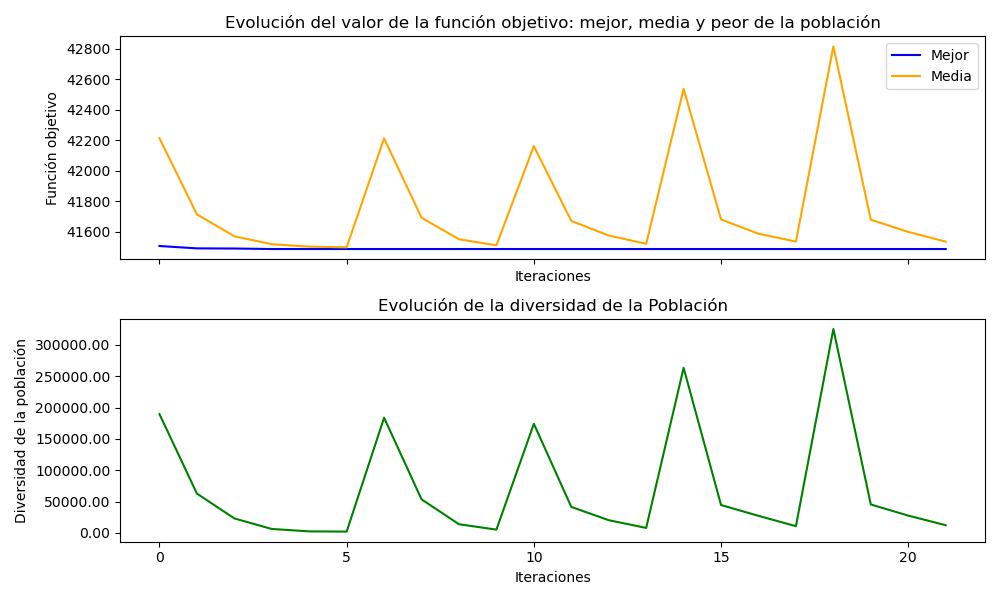 Evolución del valor de la función objetivo: mejor, media y peor de la población
42800
42600
42400
42200
42000
41800
41600
Función objetivo
Mejor
Media
Iteraciones
Evolución de la diversidad de la Población
300000.00
250000.00
200000.00
150000.00
100000.00
50000.00
0.00
Diversidad de la población
0 5 10 15 20
Iteraciones